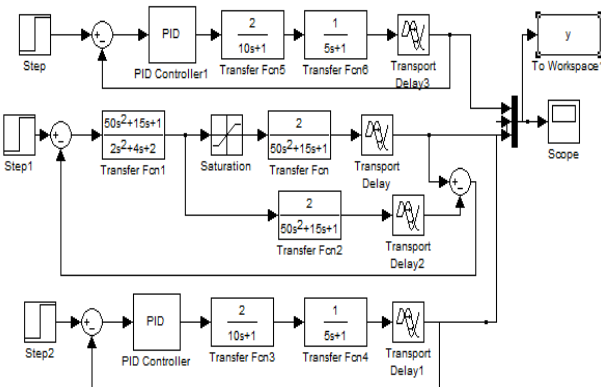 Step
+
-
PID
PID Controller1
2
10s+1
Transfer Fcn5
1
5s+1
Transfer Fcn6
Transport
Delay3
y
To Workspace1
Scope
Step1
+
-
50s²+15s+1
2s²+4s+2
Transfer Fcn1
Saturation
2
50s²+15s+1
Transfer Fcn
Transport
Delay
+
-
2
50s²+15s+1
Transfer Fcn2
Transport
Delay2
Step2
+
-
PID
PID Controller
2
10s+1
Transfer Fcn3
1
5s+1
Transfer Fcn4
Transport
Delay1